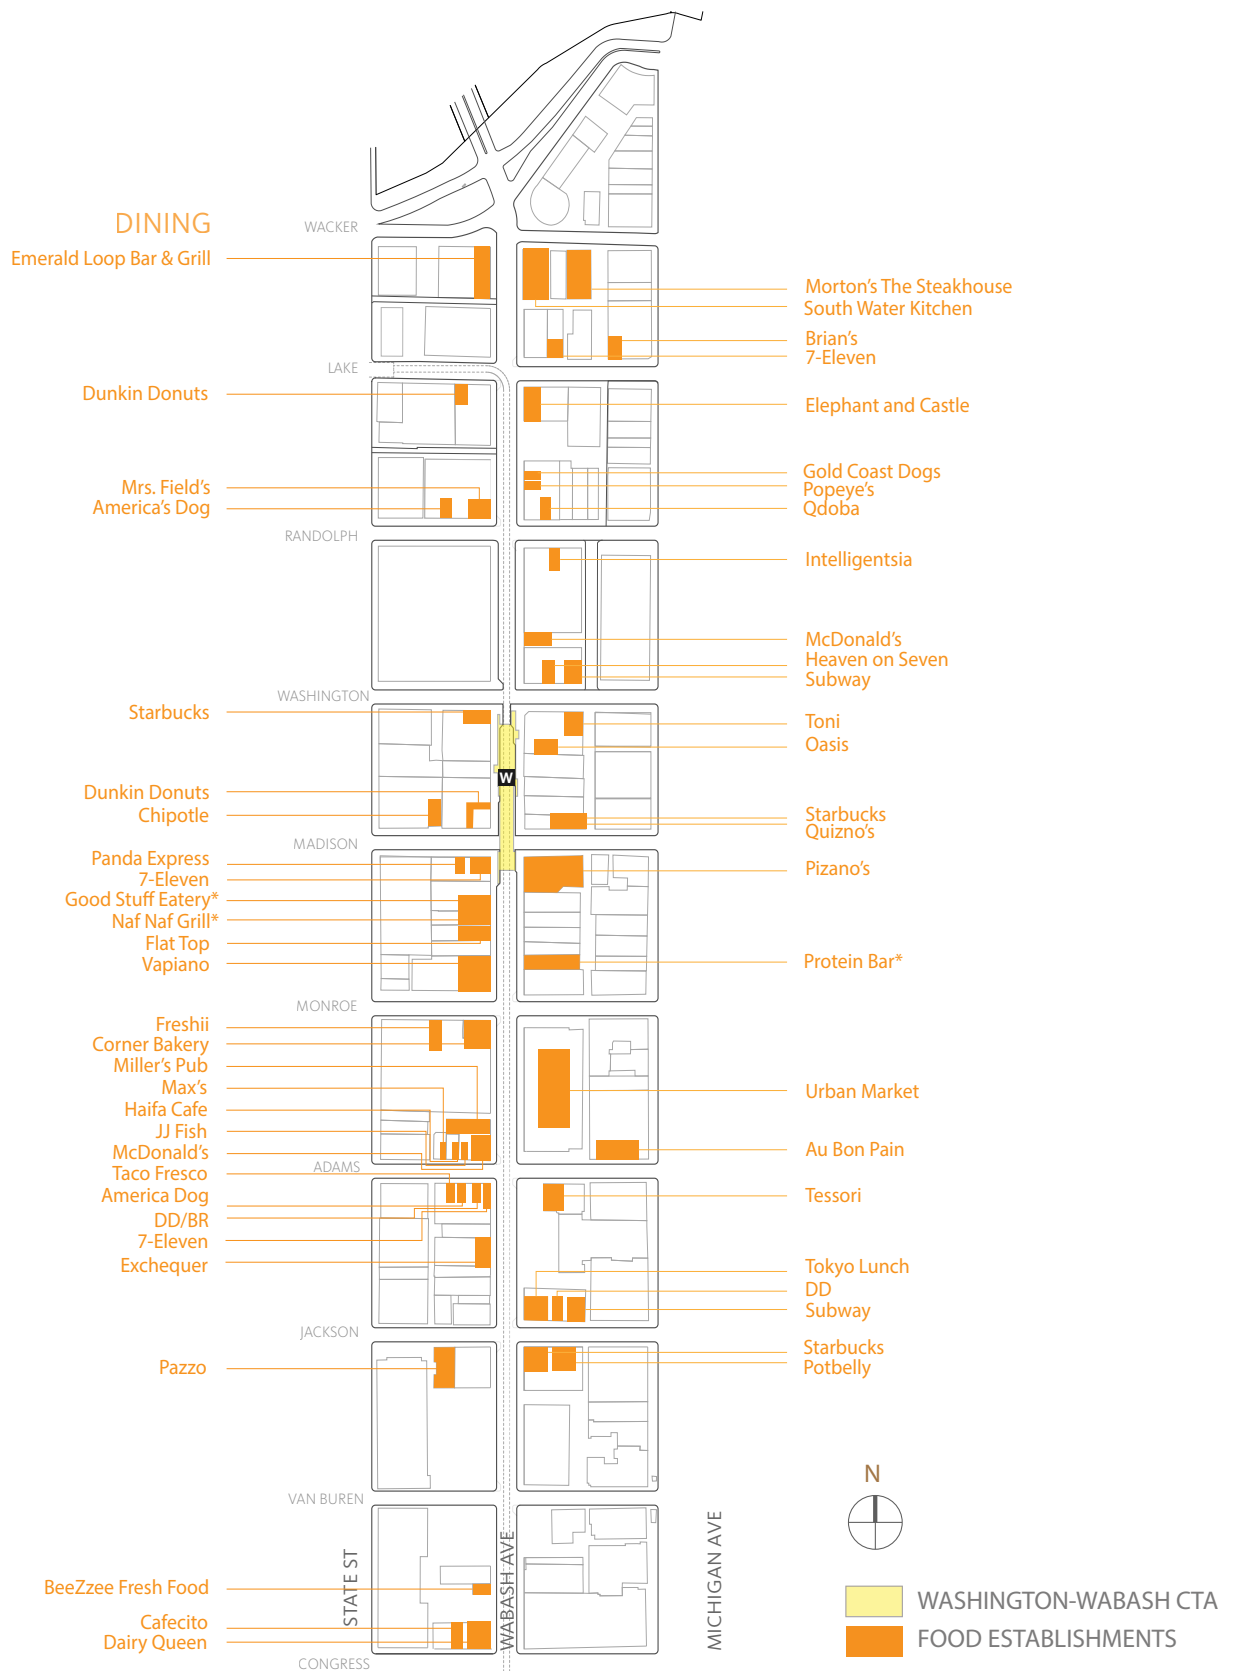 DINING
WACKER
Emerald Loop Bar & Grill
Morton's The Steakhouse
South Water Kitchen
Brian's
7-Eleven
LAKE
Dunkin Donuts
Elephant and Castle
Gold Coast Dogs
Mrs. Field's
Popeye's
America's Dog
Qdoba
RANDOLPH
Intelligentsia
McDonald's
Heaven on Seven
Subway
WASHINGTON
Starbucks
Toni
Oasis
W
Dunkin Donuts
Chipotle
Starbucks
Quizno's
MADISON
Panda Express
7-Eleven
Pizano's
Good Stuff Eatery*
Naf Naf Grill*
Flat Top
Vapiano
Protein Bar*
MONROE
Freshii
Corner Bakery
Miller's Pub
Max's
Urban Market
Haifa Cafe
JJ Fish
McDonald's
Au Bon Pain
ADAMS
Taco Fresco
America Dog
Tessori
DD/BR
7-Eleven
Exchequer
Tokyo Lunch
DD
Subway
JACKSON
Starbucks
Pazzo
Potbelly
N
VAN BUREN
STATE ST
WABASH AVE
MICHIGAN AVE
BeeZzee Fresh Food
WASHINGTON-WABASH CTA
Cafecito
FOOD ESTABLISHMENTS
Dairy Queen
CONGRESS